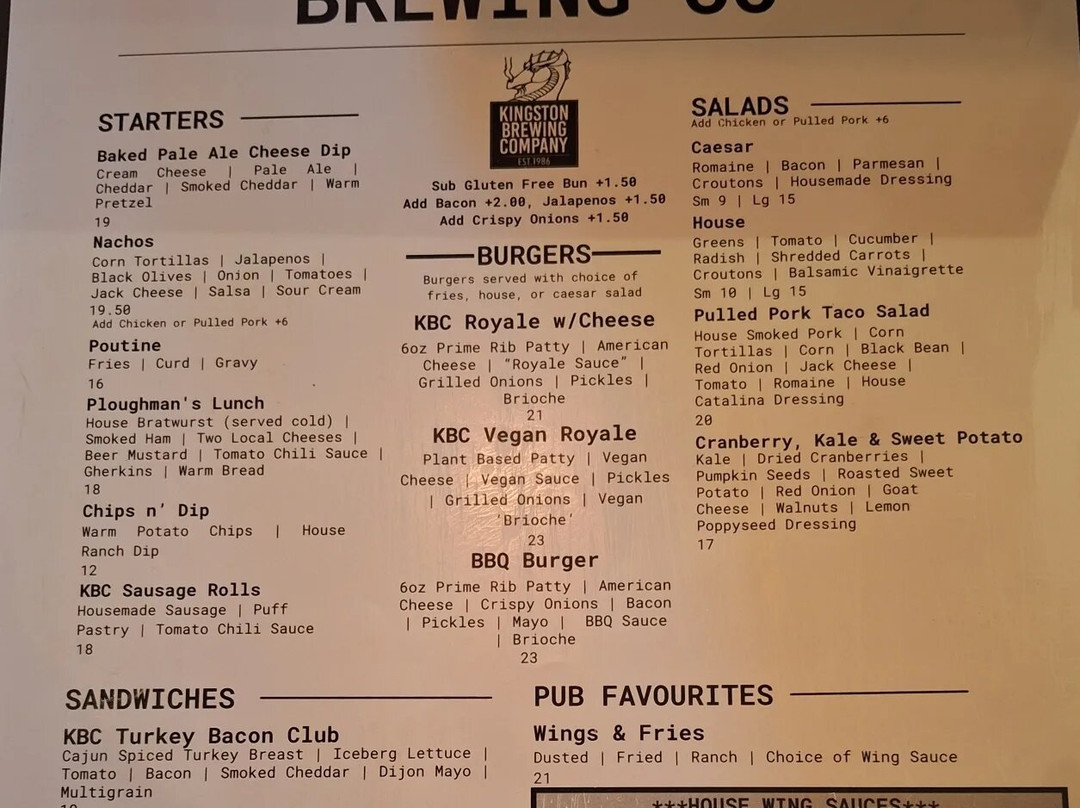 BREWING CO
STARTERS
Baked Pale Ale Cheese Dip
Cream Cheese | Pale Ale |
Cheddar | Smoked Cheddar | Warm
Pretzel
19
Nachos
Corn Tortillas | Jalapenos |
Black Olives | Onion | Tomatoes |
Jack Cheese | Salsa | Sour Cream
19.50
Add Chicken or Pulled Pork +6
Poutine
Fries | Curd | Gravy
16
Ploughman's Lunch
House Bratwurst (served cold) |
Smoked Ham | Two Local Cheeses |
Beer Mustard | Tomato Chili Sauce |
Gherkins | Warm Bread
18
Chips n' Dip
Warm Potato Chips | House
Ranch Dip
12
KBC Sausage Rolls
Housemade Sausage | Puff
Pastry | Tomato Chili Sauce
18
KINGSTON
BREWING
COMPANY
EST.1986
Sub Gluten Free Bun +1.50
Add Bacon +2.00, Jalapenos +1.50
Add Crispy Onions +1.50
BURGERS
Burgers served with choice of
fries, house, or caesar salad
KBC Royale w/Cheese
6oz Prime Rib Patty | American
Cheese | "Royale Sauce" |
Grilled Onions | Pickles |
Brioche
21
KBC Vegan Royale
Plant Based Patty | Vegan
Cheese | Vegan Sauce | Pickles
| Grilled Onions | Vegan
'Brioche'
23
BBQ Burger
6oz Prime Rib Patty | American
Cheese | Crispy Onions | Bacon
| Pickles | Mayo | BBQ Sauce
| Brioche
23
SALADS
Add Chicken or Pulled Pork +6
Caesar
Romaine | Bacon | Parmesan |
Croutons | Housemade Dressing
Sm 9 | Lg 15
House
Greens | Tomato | Cucumber |
Radish | Shredded Carrots |
Croutons | Balsamic Vinaigrette
Sm 10 | Lg 15
Pulled Pork Taco Salad
House Smoked Pork | Corn
Tortillas | Corn | Black Bean |
Red Onion | Jack Cheese |
Tomato | Romaine | House
Catalina Dressing
20
Cranberry, Kale & Sweet Potato
Kale | Dried Cranberries |
Pumpkin Seeds | Roasted Sweet
Potato | Red Onion | Goat
Cheese | Walnuts | Lemon
Poppyseed Dressing
17
SANDWICHES
KBC Turkey Bacon Club
Cajun Spiced Turkey Breast | Iceberg Lettuce |
Tomato | Bacon | Smoked Cheddar | Dijon Mayo |
Multigrain
PUB FAVOURITES
Wings & Fries
Dusted | Fried | Ranch | Choice of Wing Sauce
21
***HOUSE WING SAUCES***